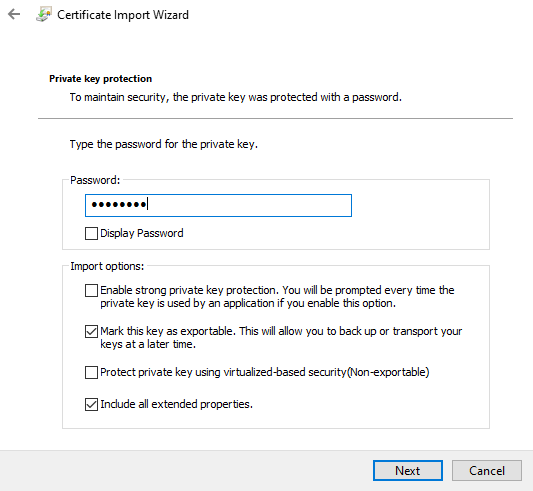 Certificate Import Wizard
Private key protection
To maintain security, the private key was protected with a password.
Type the password for the private key.
Password:
●●●●●●●●
Display Password
Import options:
Enable strong private key protection. You will be prompted every time the
private key is used by an application if you enable this option.
Mark this key as exportable. This will allow you to back up or transport your
keys at a later time.
Protect private key using virtualized-based security(Non-exportable)
Include all extended properties.
Next
Cancel